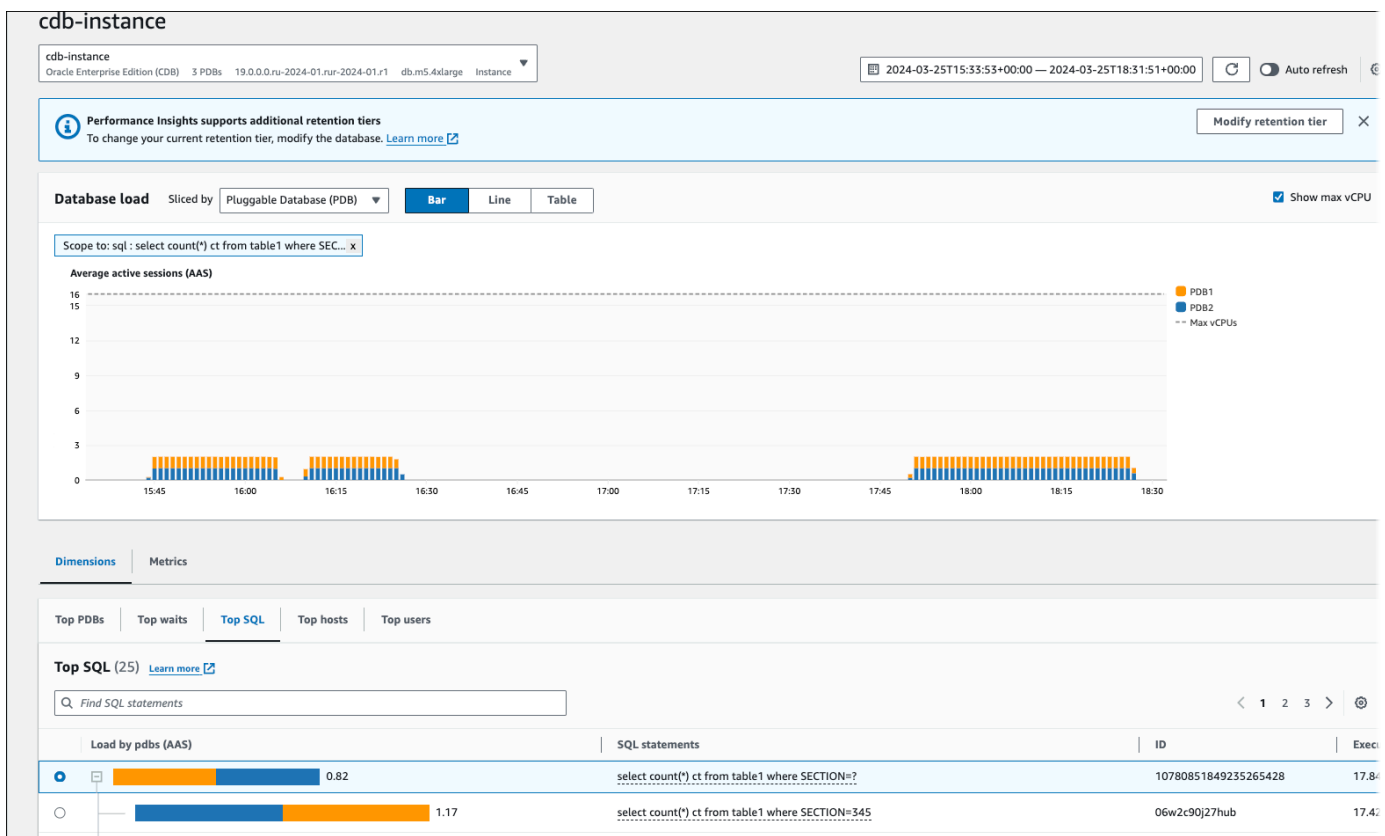 cdb-instance
cdb-instance
Oracle Enterprise Edition (CDB) 3 PDBs 19.0.0.0.ru-2024-01.rur-2024-01.r1 db.m5.4xlarge Instance
2024-03-25T15:33:53+00:00 — 2024-03-25T18:31:51+00:00
Auto refresh
Performance Insights supports additional retention tiers
To change your current retention tier, modify the database. Learn more
Modify retention tier
Database load Sliced by Pluggable Database (PDB) Bar Line Table
Show max vCPU
Scope to: sql : select count(*) ct from table1 where SEC... x
Average active sessions (AAS)
16
15
12
9
6
3
0
15:45 16:00 16:15 16:30 16:45 17:00 17:15 17:30 17:45 18:00 18:15 18:30
PDB1
PDB2
Max vCPUs
Dimensions Metrics
Top PDBs Top waits Top SQL Top hosts Top users
Top SQL (25) Learn more
Find SQL statements
1 2 3
Load by pdbs (AAS) SQL statements ID Exec
0.82 select count(*) ct from table1 where SECTION=? 10780851849235265428 17.84
1.17 select count(*) ct from table1 where SECTION=345 06w2c90j27hub 17.42